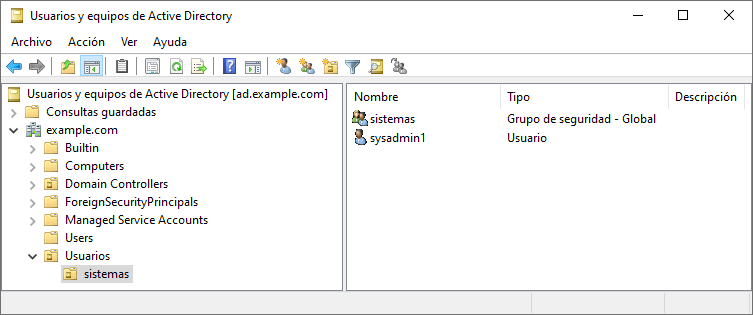 Usuarios y equipos de Active Directory
Archivo Acción Ver Ayuda
Usuarios y equipos de Active Directory [ad.example.com]
Consultas guardadas
example.com
Builtin
Computers
Domain Controllers
ForeignSecurityPrincipals
Managed Service Accounts
Users
Usuarios
sistemas
Nombre Tipo Descripción
sistemas Grupo de seguridad - Global
sysadmin1 Usuario